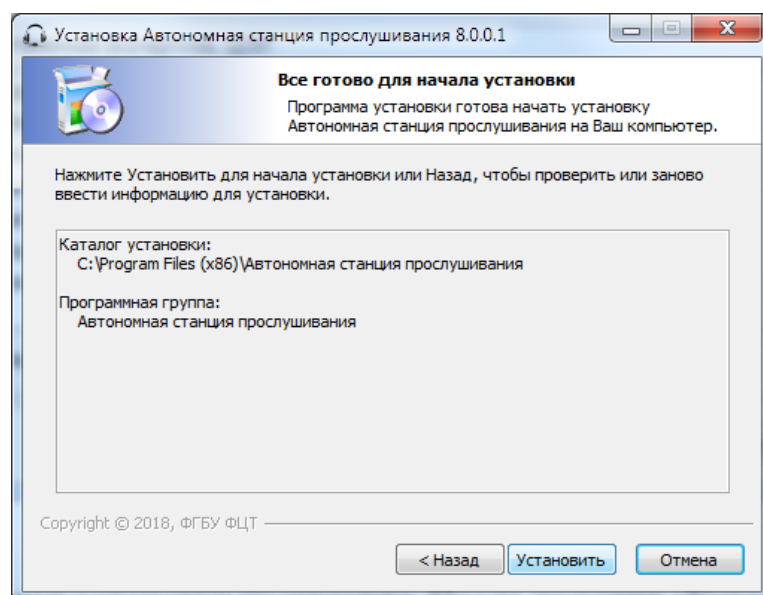 Установка Автономная станция прослушивания 8.0.0.1
Все готово для начала установки
Программа установки готова начать установку
Автономная станция прослушивания на Ваш компьютер.
Нажмите Установить для начала установки или Назад, чтобы проверить или заново
ввести информацию для установки.
Каталог установки:
C:\Program Files (x86)\Автономная станция прослушивания
Программная группа:
Автономная станция прослушивания
Copyright © 2018, ФГБУ ФЦТ
< Назад
Установить
Отмена